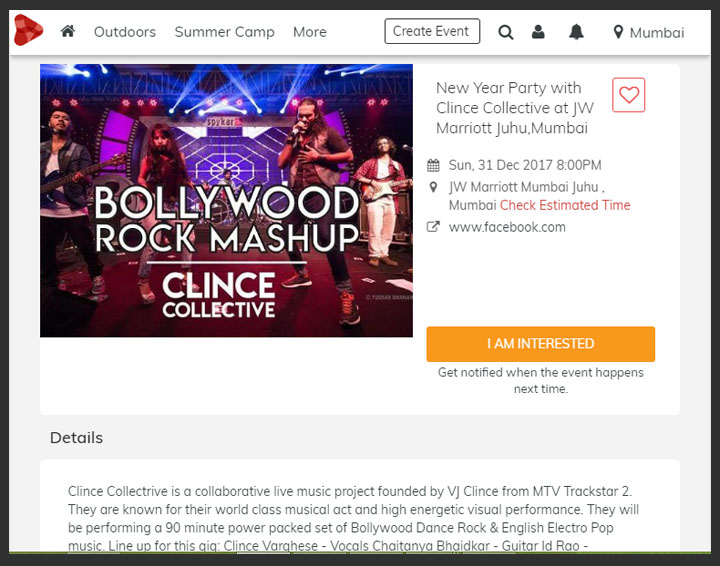 Outdoors Summer Camp More Create Event Mumbai
spykar
BOLLYWOOD
ROCK MASHUP
CLINCE
COLLECTIVE
© TUSHAR DHANAWADE
New Year Party with
Clince Collective at JW
Marriott Juhu,Mumbai
Sun, 31 Dec 2017 8:00PM
JW Marriott Mumbai Juhu ,
Mumbai Check Estimated Time
www.facebook.com
I AM INTERESTED
Get notified when the event happens
next time.
Details
Clince Collectrive is a collaborative live music project founded by VJ Clince from MTV Trackstar 2.
They are known for their world class musical act and high energetic visual performance. They will
be performing a 90 minute power packed set of Bollywood Dance Rock & English Electro Pop
music. Line up for this gig: Clince Varghese - Vocals Chaitanya Bhaidkar - Guitar Id Rao -